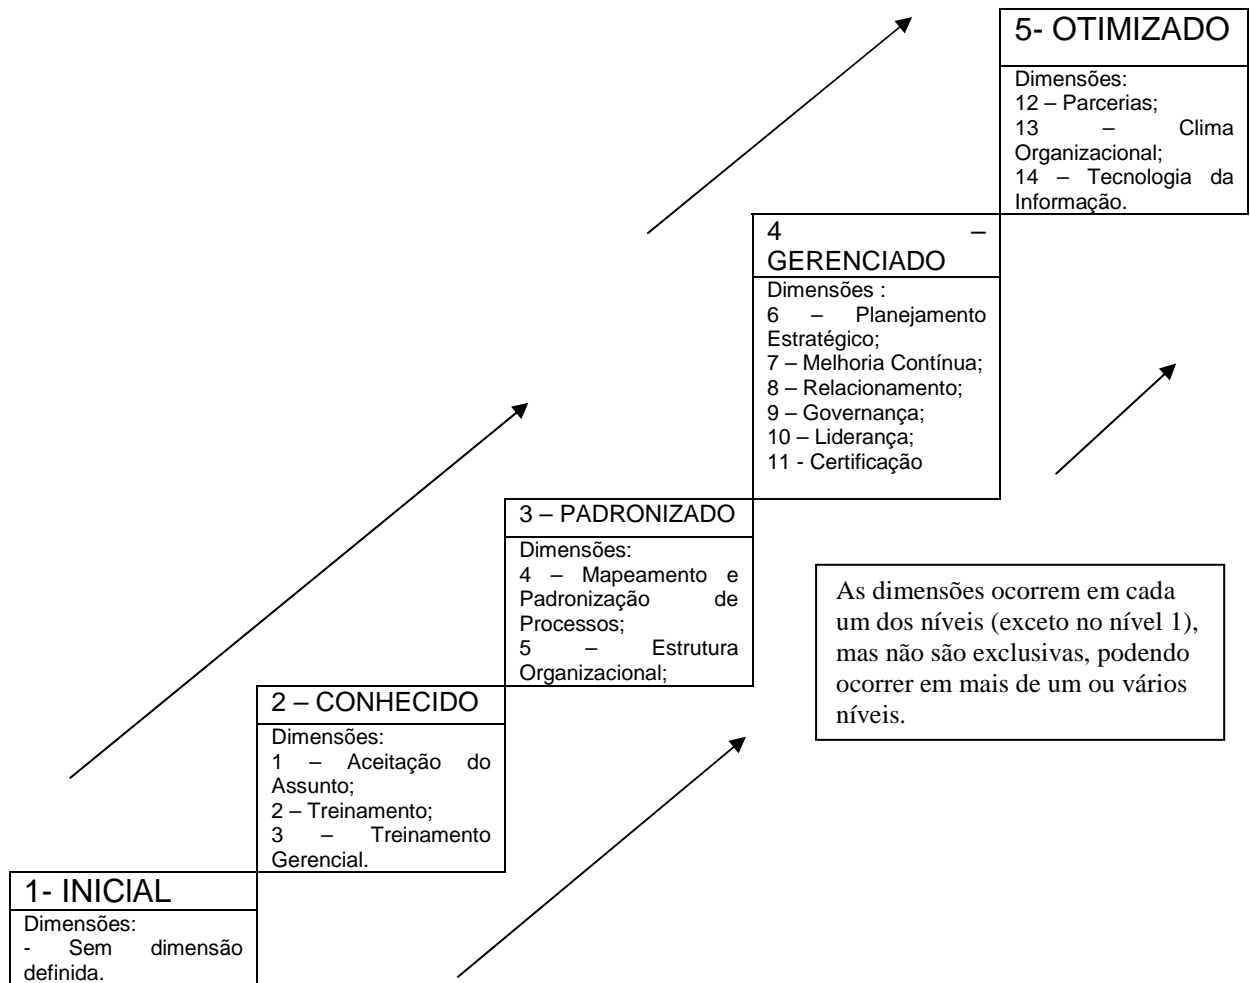 5- OTIMIZADO
Dimensões:
12 – Parcerias;
13 – Clima
Organizacional;
14 – Tecnologia da
Informação.
4 –
GERENCIADO
Dimensões :
6 – Planejamento
Estratégico;
7 – Melhoria Contínua;
8 – Relacionamento;
9 – Governança;
10 – Liderança;
11 - Certificação
3 – PADRONIZADO
Dimensões:
4 – Mapeamento e
Padronização de
Processos;
5 – Estrutura
Organizacional;
As dimensões ocorrem em cada
um dos níveis (exceto no nível 1),
mas não são exclusivas, podendo
ocorrer em mais de um ou vários
níveis.
2 – CONHECIDO
Dimensões:
1 – Aceitação do
Assunto;
2 – Treinamento;
3 – Treinamento
Gerencial.
1- INICIAL
Dimensões:
- Sem dimensão
definida.